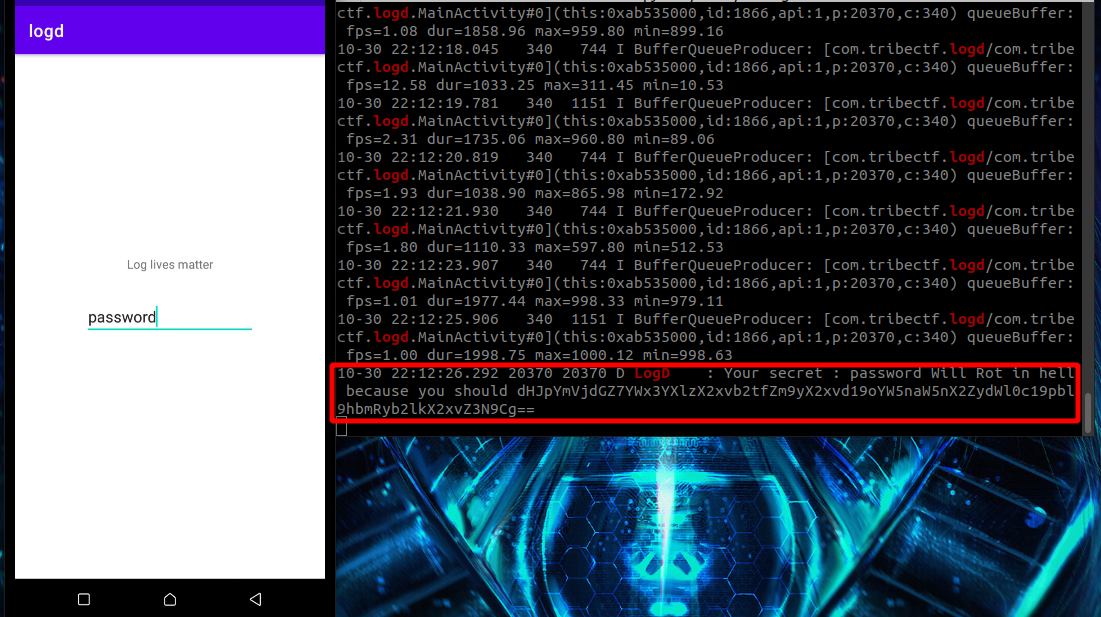 logd
Log lives matter
password
ctf.logd.MainActivity#0](this:0xab535000,id:1866,api:1,p:20370,c:340) queueBuffer:
fps=1.08 dur=1858.96 max=959.80 min=899.16
10-30 22:12:18.045   340   744 I BufferQueueProducer: [com.tribectf.logd/com.tribe
ctf.logd.MainActivity#0](this:0xab535000,id:1866,api:1,p:20370,c:340) queueBuffer:
fps=12.58 dur=1033.25 max=311.45 min=10.53
10-30 22:12:19.781   340  1151 I BufferQueueProducer: [com.tribectf.logd/com.tribe
ctf.logd.MainActivity#0](this:0xab535000,id:1866,api:1,p:20370,c:340) queueBuffer:
fps=2.31 dur=1735.06 max=960.80 min=89.06
10-30 22:12:20.819   340   744 I BufferQueueProducer: [com.tribectf.logd/com.tribe
ctf.logd.MainActivity#0](this:0xab535000,id:1866,api:1,p:20370,c:340) queueBuffer:
fps=1.93 dur=1038.90 max=865.98 min=172.92
10-30 22:12:21.930   340   744 I BufferQueueProducer: [com.tribectf.logd/com.tribe
ctf.logd.MainActivity#0](this:0xab535000,id:1866,api:1,p:20370,c:340) queueBuffer:
fps=1.80 dur=1110.33 max=597.80 min=512.53
10-30 22:12:23.907   340   744 I BufferQueueProducer: [com.tribectf.logd/com.tribe
ctf.logd.MainActivity#0](this:0xab535000,id:1866,api:1,p:20370,c:340) queueBuffer:
fps=1.01 dur=1977.44 max=998.33 min=979.11
10-30 22:12:25.906   340  1151 I BufferQueueProducer: [com.tribectf.logd/com.tribe
ctf.logd.MainActivity#0](this:0xab535000,id:1866,api:1,p:20370,c:340) queueBuffer:
fps=1.00 dur=1998.75 max=1000.12 min=998.63
10-30 22:12:26.292 20370 20370 D LogD    : Your secret : password Will Rot in hell
because you should dHJpYmVjdGZ7YWx3YXlzX2xvb2tfZm9yX2xvd19oYW5naW5nX2ZydWl0c19pbl
9hbmRyb2lkX2xvZ3N9Cg==